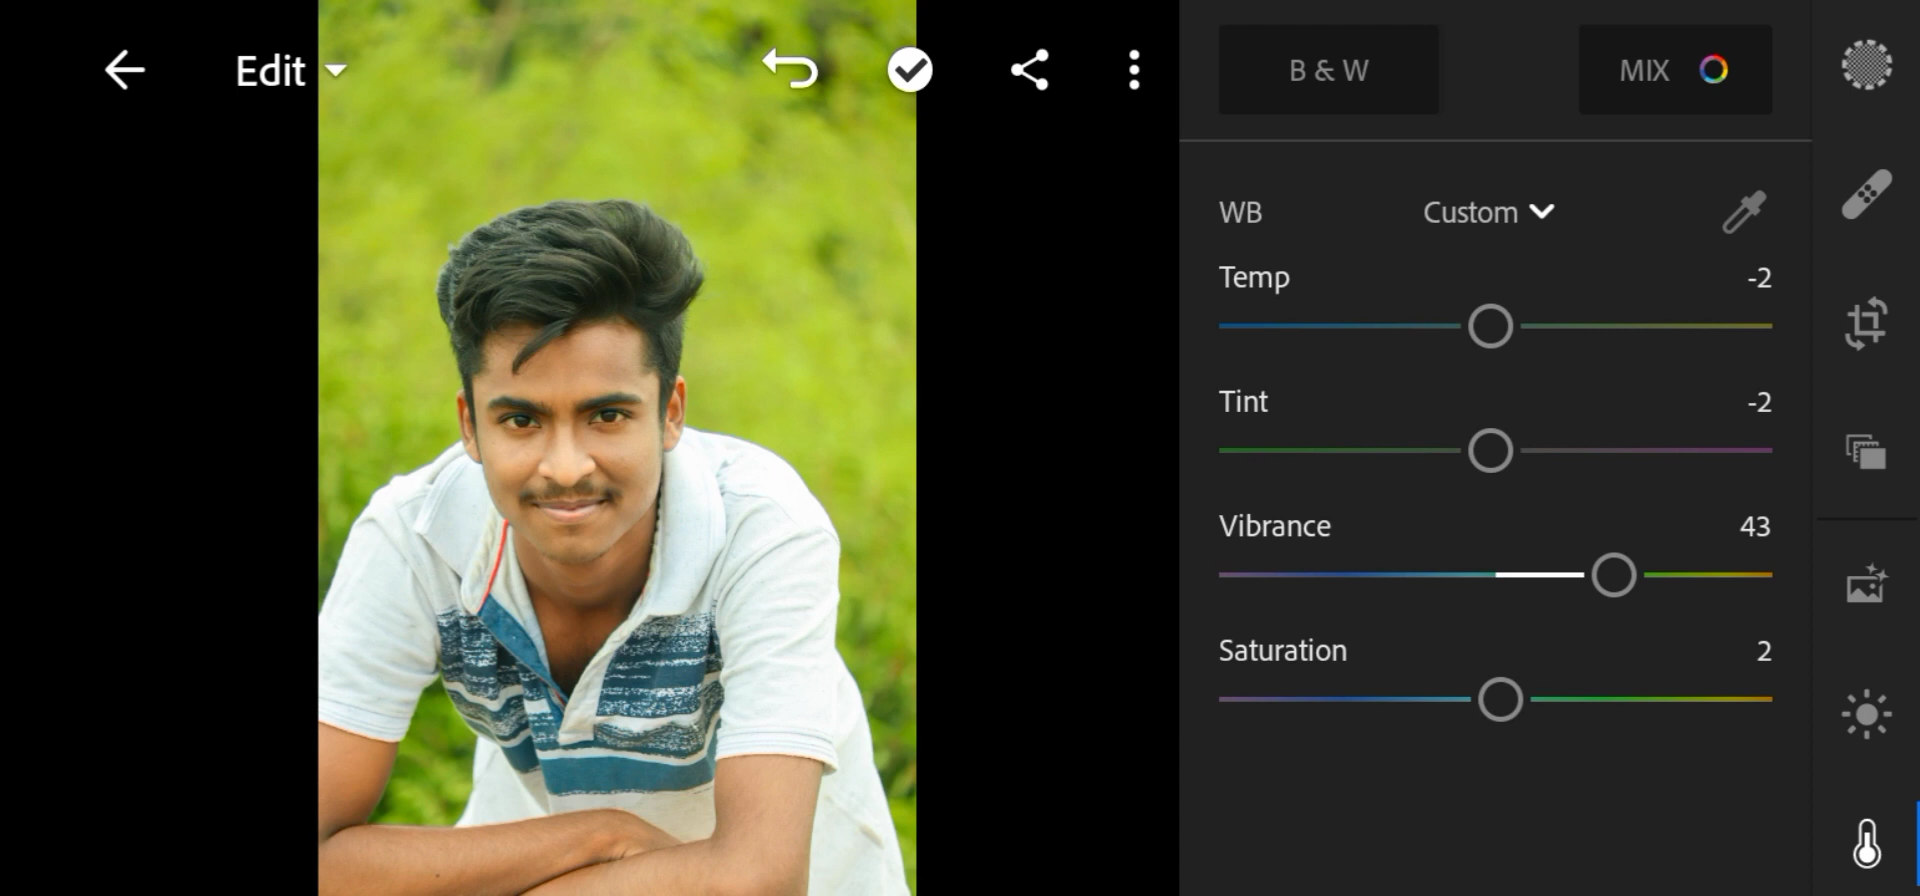 Edit
B & W
MIX
WB Custom
Temp -2
Tint -2
Vibrance 43
Saturation 2